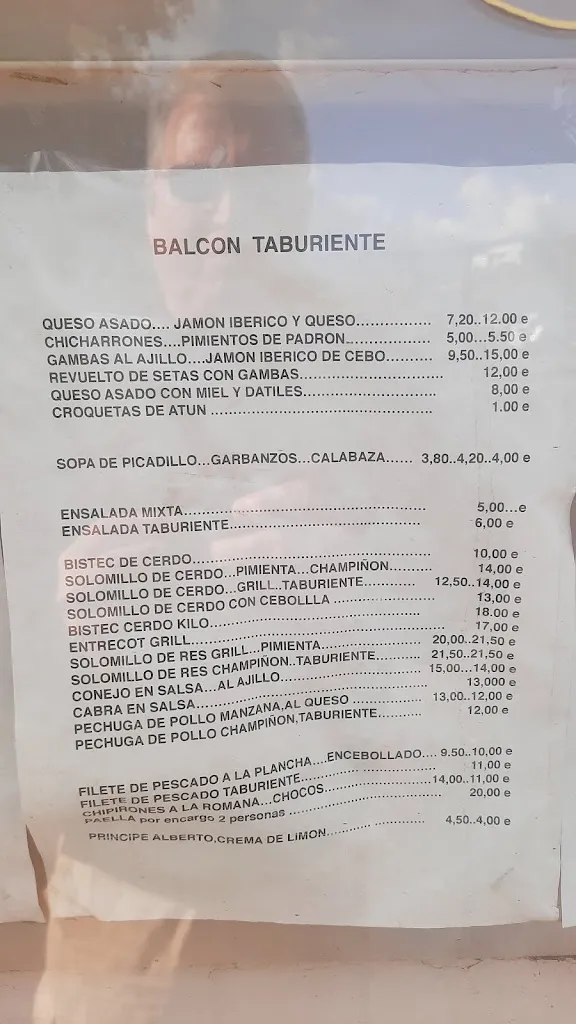 BALCON TABURIENTE
QUESO ASADO.... JAMON IBERICO Y QUESO............... 7,20..12.00 e
CHICHARRONES....PIMIENTOS DE PADRON.................. 5,00...5.50 e
GAMBAS AL AJILLO....JAMON IBERICO DE CEBO.......... 9,50..15,00 e
REVUELTO DE SETAS CON GAMBAS.............................. 12,00 e
QUESO ASADO CON MIEL Y DATILES............................ 8,00 e
CROQUETAS DE ATUN ............................................... 1.00 e
SOPA DE PICADILLO...GARBANZOS...CALABAZA...... 3,80..4,20..4,00 e
ENSALADA MIXTA..................................................... 5,00...e
ENSALADA TABURIENTE.......................................... 6,00 e
BISTEC DE CERDO.................................................... 10,00 e
SOLOMILLO DE CERDO...PIMIENTA...CHAMPIÑON......... 14,00 e
SOLOMILLO DE CERDO...GRILL..TABURIENTE........... 12,50..14,00 e
SOLOMILLO DE CERDO CON CEBOLLLA ...................... 13,00 e
BISTEC CERDO KILO.............................................. 18.00 e
ENTRECOT GRILL.................................................... 17,00 e
SOLOMILLO DE RES GRILL...PIMIENTA.................. 20,00..21,50 e
SOLOMILLO DE RES CHAMPIÑON..TABURIENTE......... 21,50..21,50 e
CONEJO EN SALSA...AL AJILLO............................ 15,00...14,00 e
CABRA EN SALSA.................................................. 13,000 e
PECHUGA DE POLLO MANZANA,AL QUESO ................ 13,00..12,00 e
PECHUGA DE POLLO CHAMPIÑON,TABURIENTE........... 12,00 e
FILETE DE PESCADO A LA PLANCHA....ENCEBOLLADO.... 9.50..10,00 e
FILETE DE PESCADO TABURIENTE............................ 11,00 e
CHIPIRONES A LA ROMANA...CHOCOS.......................14,00..11,00 e
PAELLA por encargo 2 personas ............................ 20,00 e
PRINCIPE ALBERTO,CREMA DE LIMON.......... ............. 4,50..4,00 e